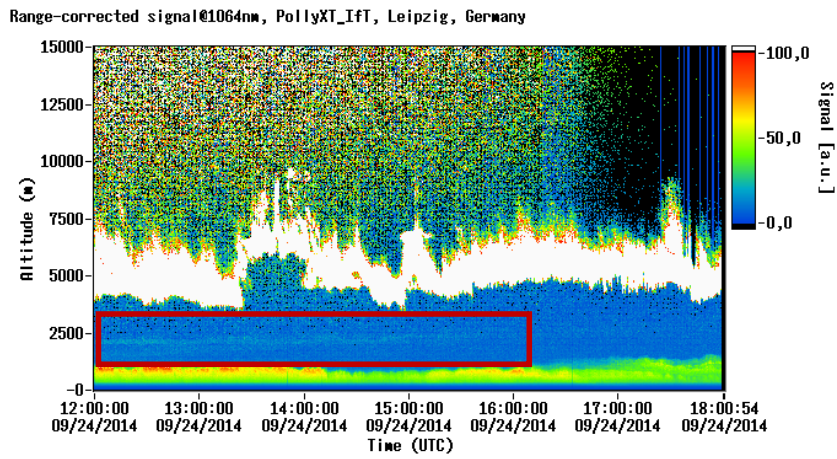 Range-corrected signal@1064nm, PollyXT_IfT, Leipzig, Germany
15000
12500
10000
7500
5000
2500
0
Altitude (m)
100,0
50,0
0,0
Signal [a.u.]
12:00:00 13:00:00 14:00:00 15:00:00 16:00:00 17:00:00 18:00:54
09/24/2014 09/24/2014 09/24/2014 09/24/2014 09/24/2014 09/24/2014 09/24/2014
Time (UTC)